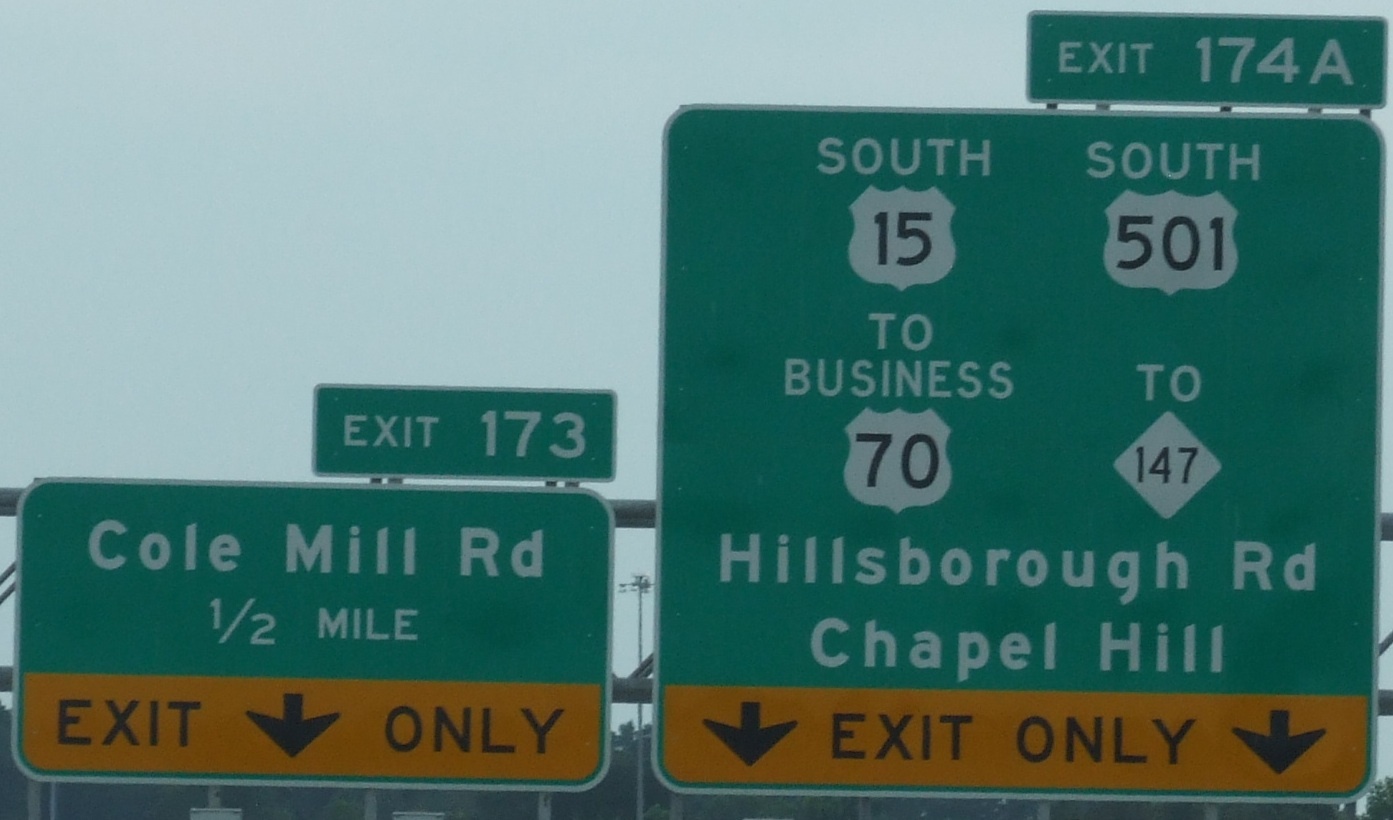 EXIT 173
Cole Mill Rd
1/2 MILE
EXIT ONLY
EXIT 174A
SOUTH SOUTH
15 501
TO
BUSINESS TO
70 147
Hillsborough Rd
Chapel Hill
EXIT ONLY